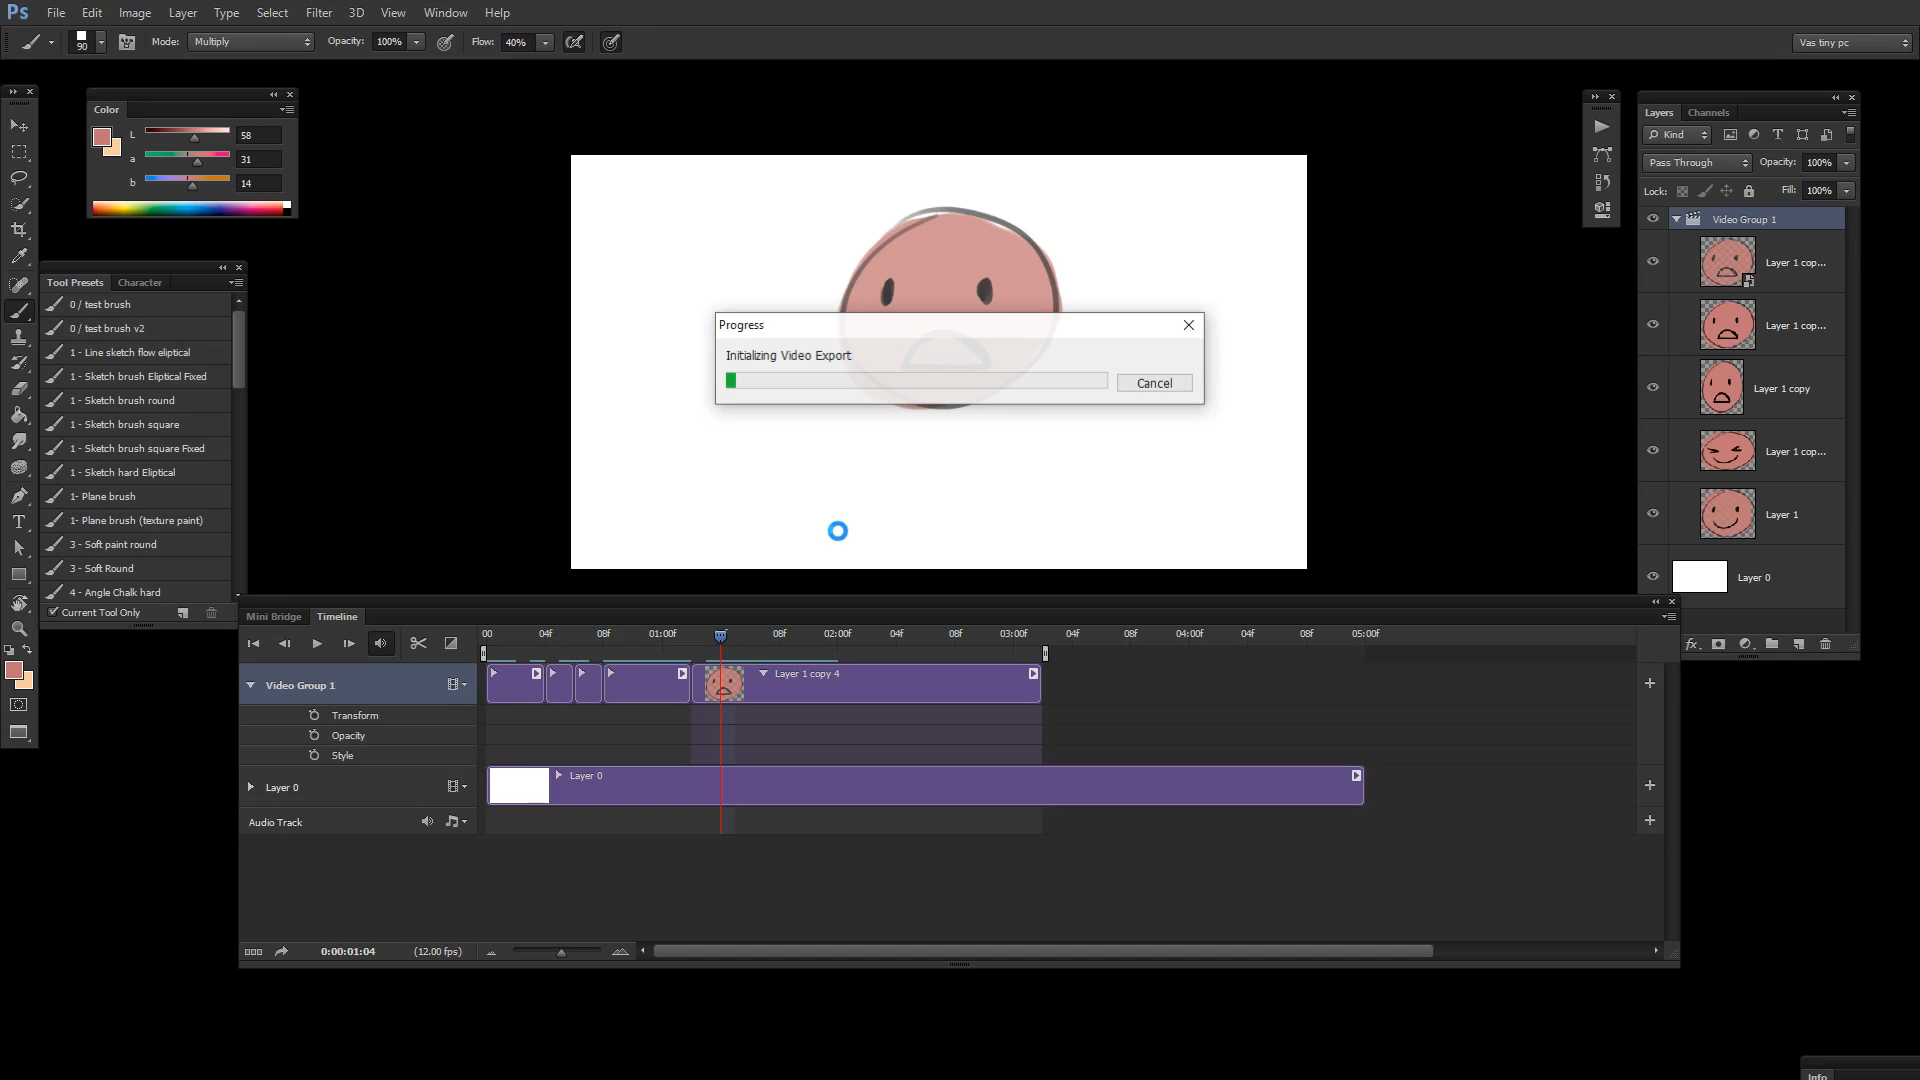 Ps File Edit Image Layer Type Select Filter 3D View Window Help
90 Mode: Multiply Opacity: 100% Flow: 40% Vas tiny pc
Color
L 58
a 31
b 14
Tool Presets Character
0 / test brush
0 / test brush v2
1 - Line sketch flow eliptical
1 - Sketch brush Eliptical Fixed
1 - Sketch brush round
1 - Sketch brush square
1 - Sketch brush square Fixed
1 - Sketch hard Eliptical
1- Plane brush
1- Plane brush (texture paint)
3 - Soft paint round
3 - Soft Round
4 - Angle Chalk hard
Current Tool Only
Progress
Initializing Video Export
Cancel
Layers Channels
Kind
Pass Through Opacity: 100%
Lock: Fill: 100%
Video Group 1
Layer 1 cop...
Layer 1 cop...
Layer 1 copy
Layer 1 cop...
Layer 1
Layer 0
fx
Mini Bridge Timeline
00 04f 08f 01:00f 08f 02:00f 04f 08f 03:00f 04f 08f 04:00f 04f 08f 05:00f
Video Group 1 Layer 1 copy 4
Transform
Opacity
Style
Layer 0 Layer 0
Audio Track
0:00:01:04 (12.00 fps)
Info